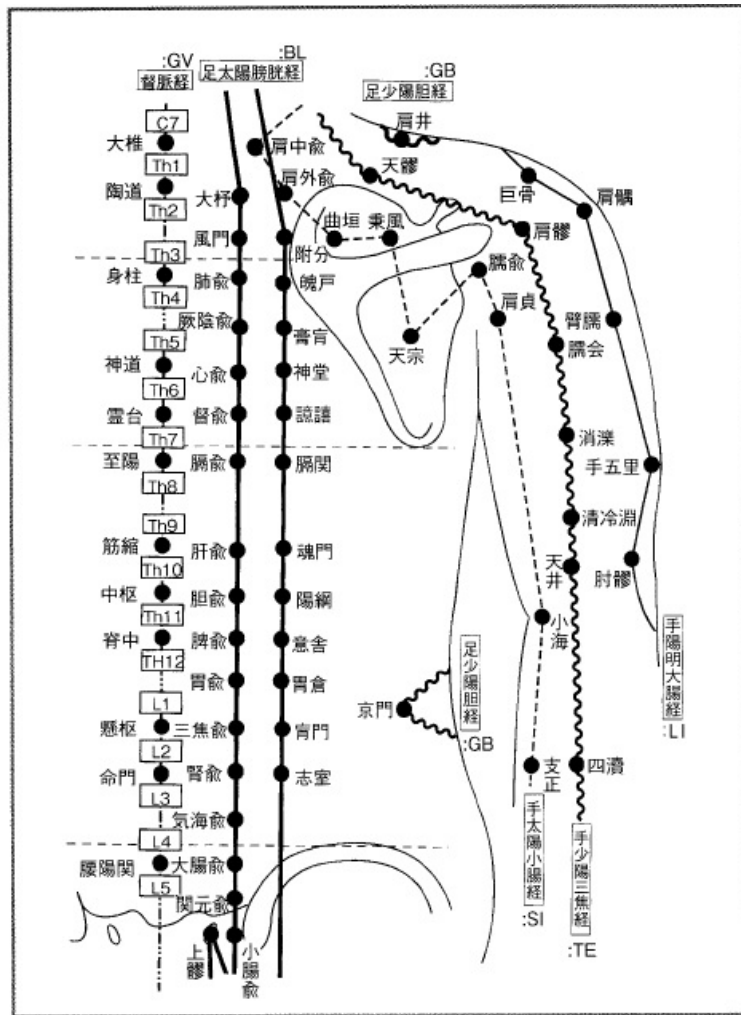 :GV
督脈経
:BL
足太陽膀胱経
:GB
足少陽胆経
C7
大椎
Th1
陶道
Th2
Th3
身柱
Th4
Th5
神道
Th6
霊台
Th7
至陽
Th8
Th9
筋縮
Th10
中枢
Th11
脊中
TH12
L1
懸枢
L2
命門
L3
L4
腰陽関
L5
大杼
風門
肺兪
厥陰兪
心兪
督兪
膈兪
肝兪
胆兪
脾兪
胃兪
三焦兪
腎兪
気海兪
大腸兪
関元兪
上髎
小腸兪
附分
魄戸
膏肓
神堂
譩譆
膈関
魂門
陽綱
意舎
胃倉
肓門
志室
肩中兪
肩外兪
曲垣
秉風
天宗
臑兪
肩貞
小海
支正
手太陽小腸経
:SI
肩井
京門
足少陽胆経
:GB
天髎
肩髎
臑会
消濼
清冷淵
天井
四瀆
手少陽三焦経
:TE
巨骨
肩髃
臂臑
手五里
肘髎
手陽明大腸経
:LI